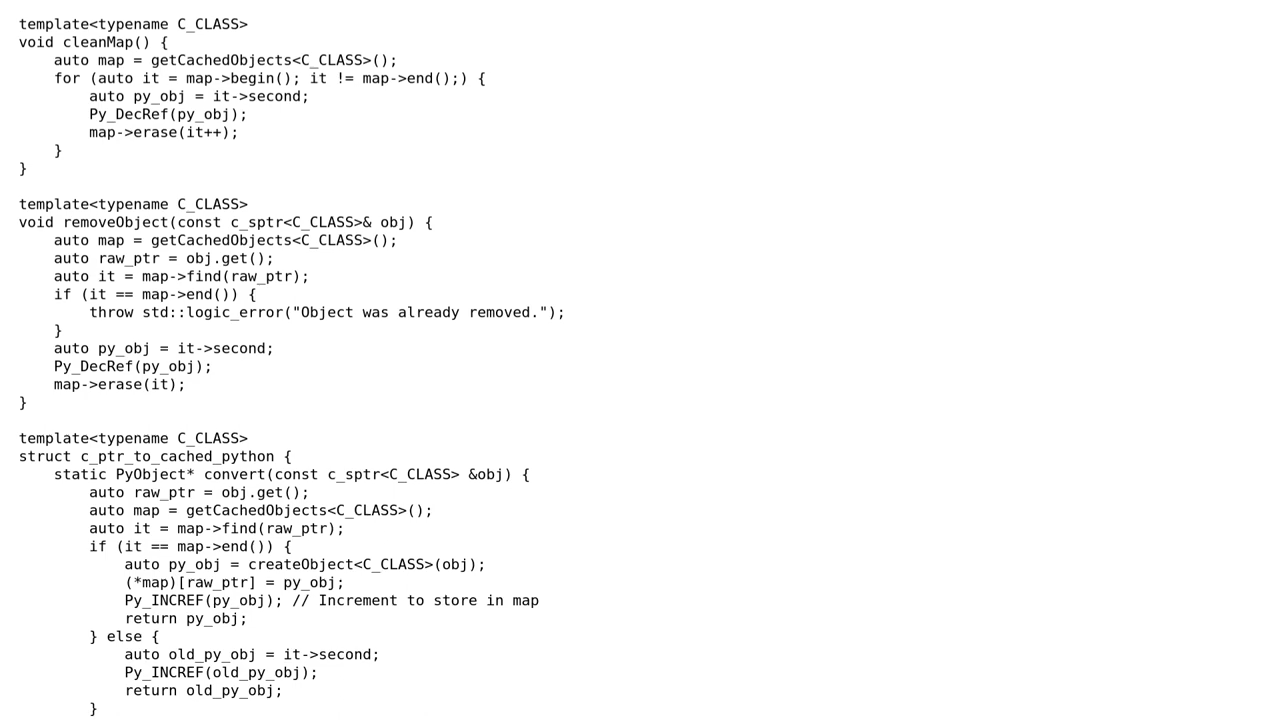 template<typename C_CLASS>
void cleanMap() {
    auto map = getCachedObjects<C_CLASS>();
    for (auto it = map->begin(); it != map->end();) {
        auto py_obj = it->second;
        Py_DecRef(py_obj);
        map->erase(it++);
    }
}

template<typename C_CLASS>
void removeObject(const c_sptr<C_CLASS>& obj) {
    auto map = getCachedObjects<C_CLASS>();
    auto raw_ptr = obj.get();
    auto it = map->find(raw_ptr);
    if (it == map->end()) {
        throw std::logic_error("Object was already removed.");
    }
    auto py_obj = it->second;
    Py_DecRef(py_obj);
    map->erase(it);
}

template<typename C_CLASS>
struct c_ptr_to_cached_python {
    static PyObject* convert(const c_sptr<C_CLASS> &obj) {
        auto raw_ptr = obj.get();
        auto map = getCachedObjects<C_CLASS>();
        auto it = map->find(raw_ptr);
        if (it == map->end()) {
            auto py_obj = createObject<C_CLASS>(obj);
            (*map)[raw_ptr] = py_obj;
            Py_INCREF(py_obj); // Increment to store in map
            return py_obj;
        } else {
            auto old_py_obj = it->second;
            Py_INCREF(old_py_obj);
            return old_py_obj;
        }